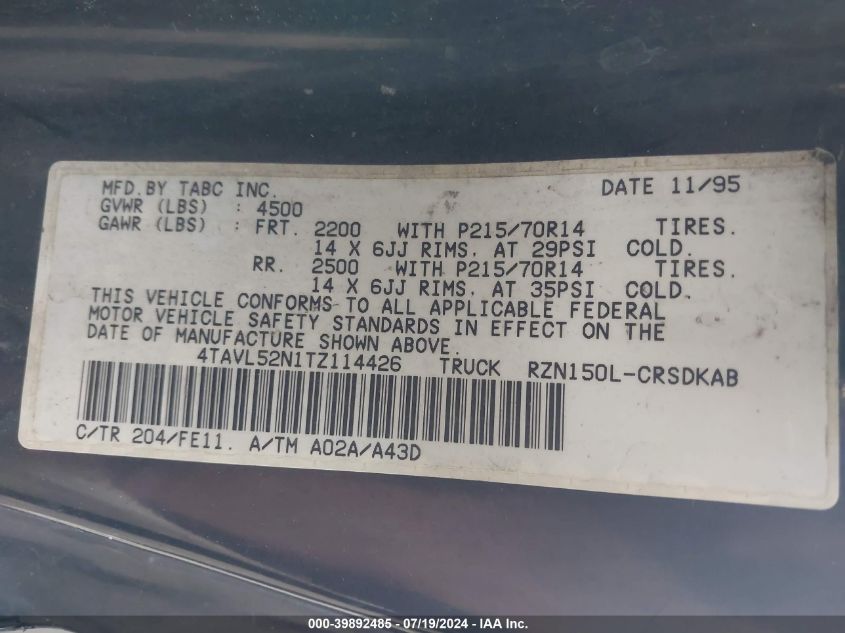 MFD.BY TABC INC. DATE 11/95
GVWR (LBS) : 4500
GAWR (LBS) : FRT. 2200 WITH P215/70R14 TIRES.
14 X 6JJ RIMS. AT 29PSI COLD.
RR. 2500 WITH P215/70R14 TIRES.
14 X 6JJ RIMS. AT 35PSI COLD.
THIS VEHICLE CONFORMS TO ALL APPLICABLE FEDERAL
MOTOR VEHICLE SAFETY STANDARDS IN EFFECT ON THE
DATE OF MANUFACTURE SHOWN ABOVE.
4TAVL52N1TZ114426 TRUCK RZN150L-CRSDKAB
C/TR 204/FE11. A/TM A02A/A43D
000-39892485 - 07/19/2024 - IAA Inc.